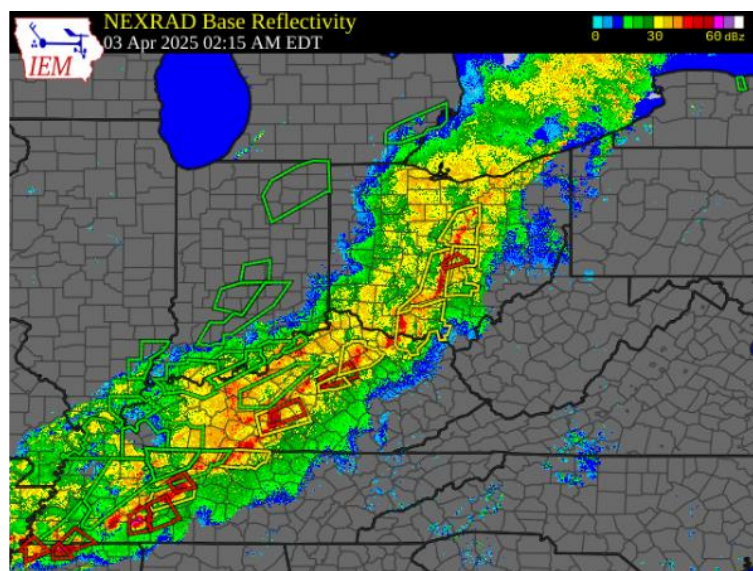 NEXRAD Base Reflectivity
03 Apr 2025 02:15 AM EDT
IEM
0 30 60 dBz